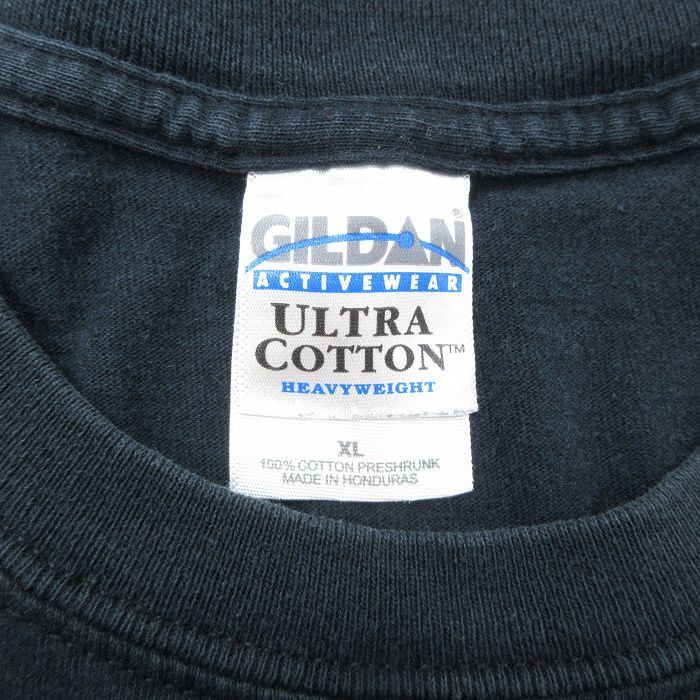 GILDAN®
ACTIVEWEAR
ULTRA
COTTON™
HEAVYWEIGHT
XL
100% COTTON PRESHRUNK
MADE IN HONDURAS